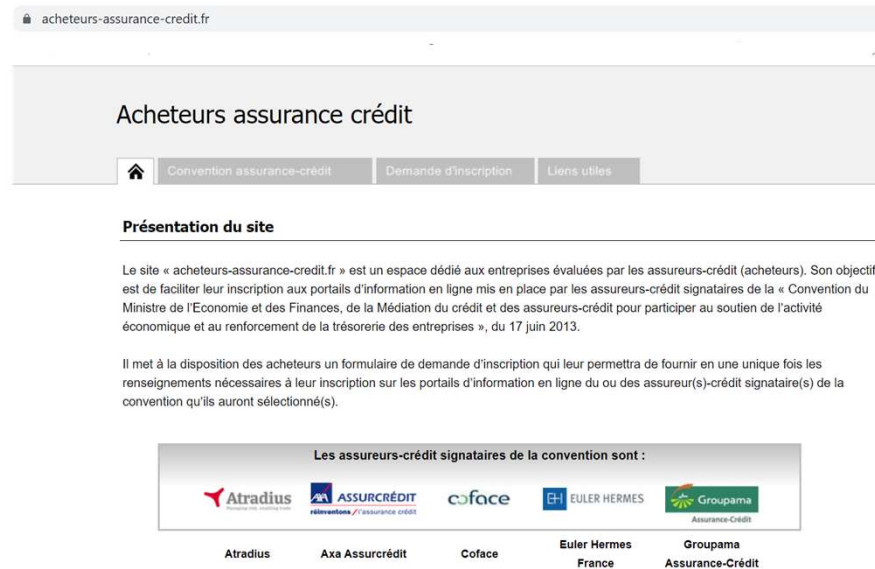 acheteurs-assurance-credit.fr
Acheteurs assurance crédit
Convention assurance-crédit Demande d'inscription Liens utiles
Présentation du site
Le site « acheteurs-assurance-credit.fr » est un espace dédié aux entreprises évaluées par les assureurs-crédit (acheteurs). Son objectif
est de faciliter leur inscription aux portails d'information en ligne mis en place par les assureurs-crédit signataires de la « Convention du
Ministre de l'Economie et des Finances, de la Médiation du crédit et des assureurs-crédit pour participer au soutien de l'activité
économique et au renforcement de la trésorerie des entreprises », du 17 juin 2013.
Il met à la disposition des acheteurs un formulaire de demande d'inscription qui leur permettra de fournir en une unique fois les
renseignements nécessaires à leur inscription sur les portails d'information en ligne du ou des assureur(s)-crédit signataire(s) de la
convention qu'ils auront sélectionné(s).
Les assureurs-crédit signataires de la convention sont :
Atradius AXA ASSURCRÉDIT coface EH EULER HERMES Groupama
Managing risk, enabling trade réinventons / l'assurance crédit Assurance-Crédit
Atradius Axa Assurcrédit Coface Euler Hermes France Groupama Assurance-Crédit